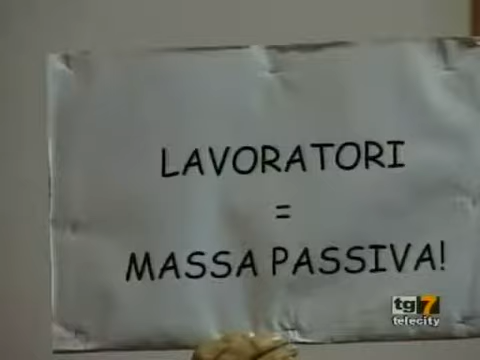 LAVORATORI
=
MASSA PASSIVA!
tg7
telecity